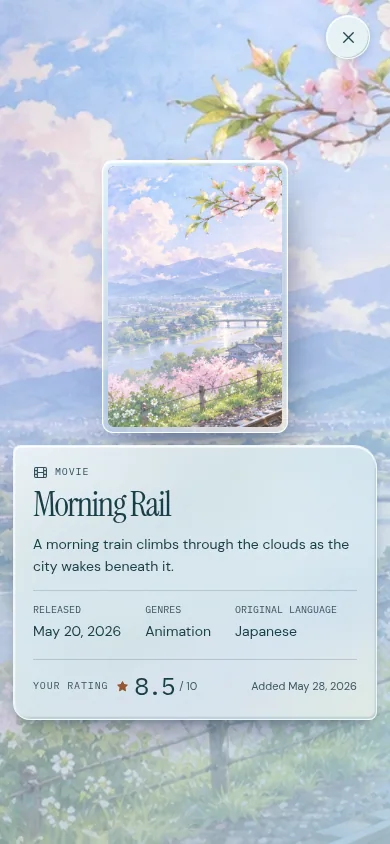 MOVIE
Morning Rail
A morning train climbs through the clouds as the
city wakes beneath it.
RELEASED GENRES ORIGINAL LANGUAGE
May 20, 2026 Animation Japanese
YOUR RATING ★ 8.5 / 10 Added May 28, 2026